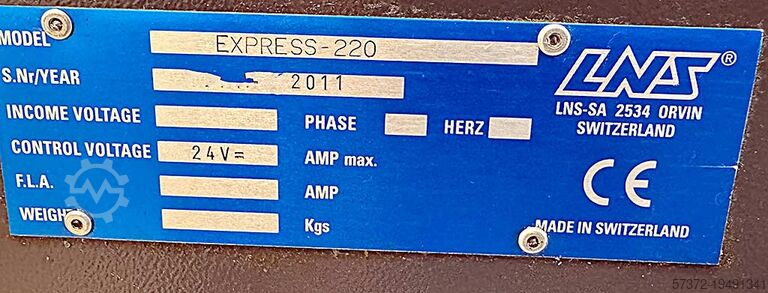 MODEL EXPRESS-220
S.Nr/YEAR 2011
INCOME VOLTAGE PHASE HERZ
CONTROL VOLTAGE 24V= AMP max.
F.L.A. AMP
WEIGHT Kgs
LNS®
LNS-SA 2534 ORVIN
SWITZERLAND
CE
MADE IN SWITZERLAND
57372-19491341